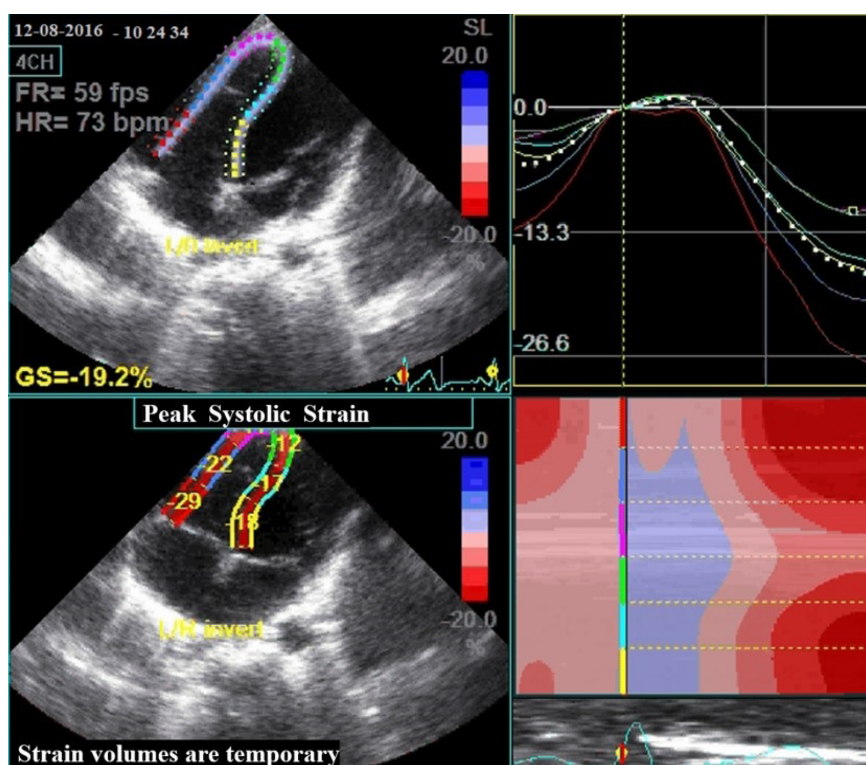 12-08-2016 - 10 24 34
4CH
FR= 59 fps
HR= 73 bpm
SL
20.0
-20.0
%
L/R invert
GS=-19.2%
0.0
-13.3
-26.6
Peak Systolic Strain
20.0
-20.0
%
-12
-22
-17
-29
-18
L/R invert
Strain volumes are temporary